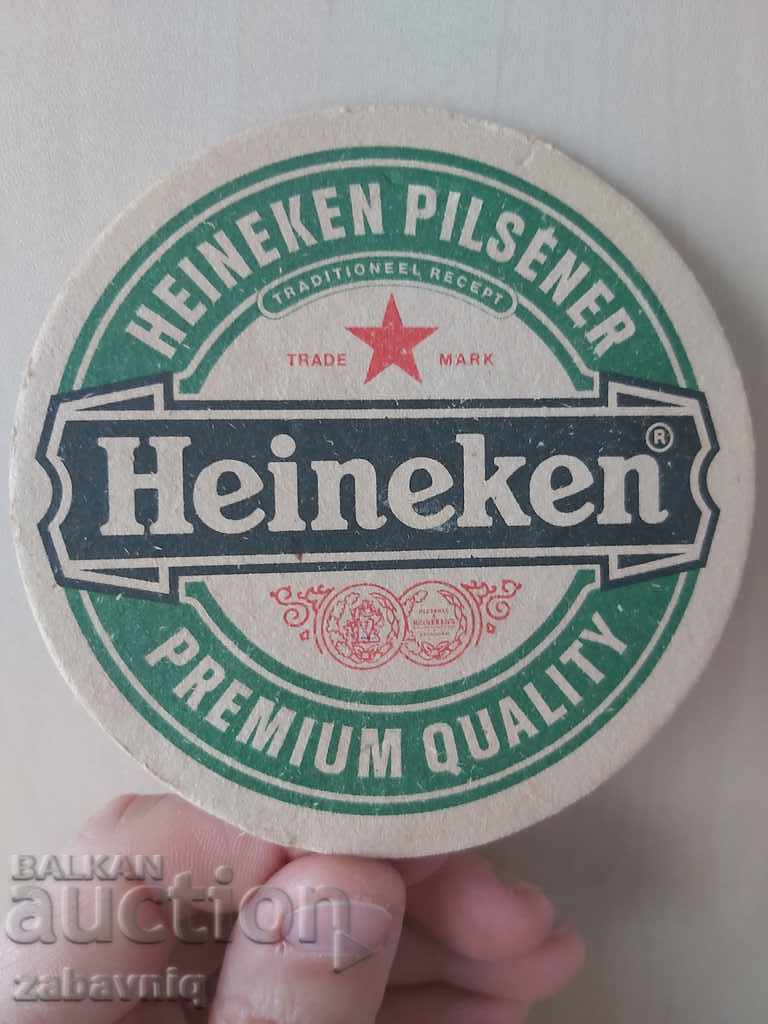 HEINEKEN PILSENER
TRADITIONEEL RECEPT
TRADE MARK
Heineken ®
PREMIUM QUALITY
BALKAN
auction
zabavniq